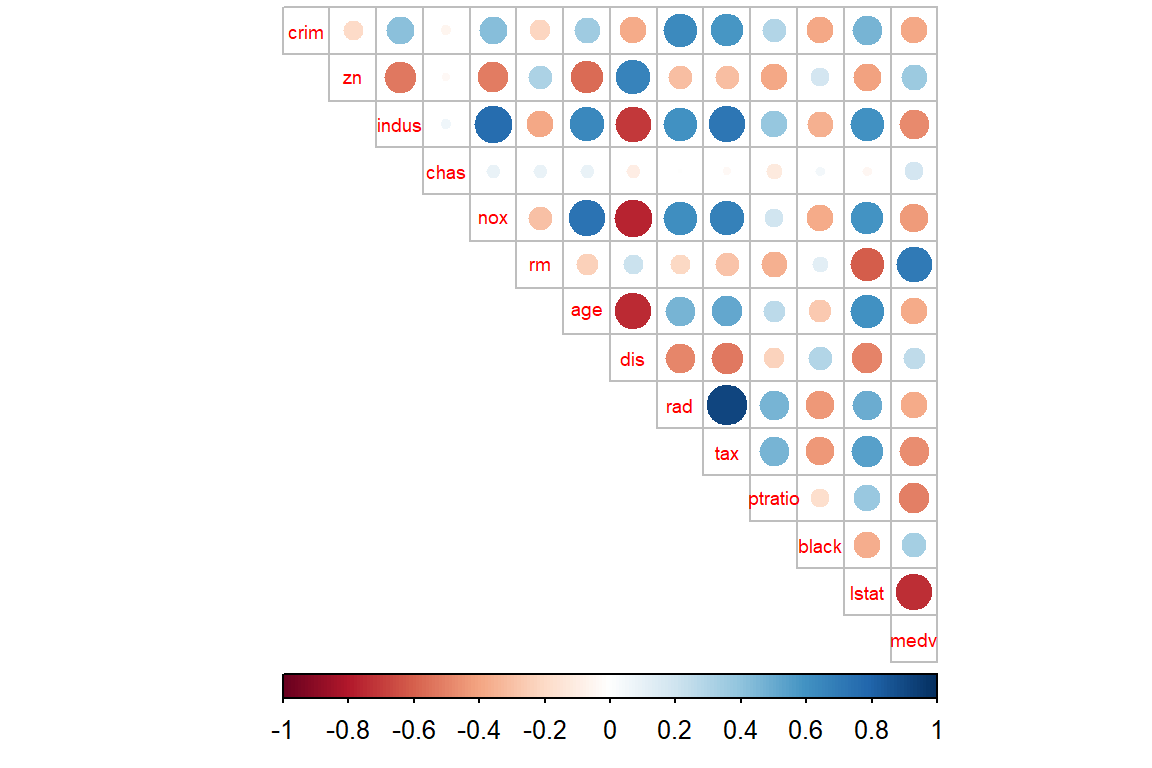 crim
zn
indus
chas
nox
rm
age
dis
rad
tax
ptratio
black
lstat
medv
-1 -0.8 -0.6 -0.4 -0.2 0 0.2 0.4 0.6 0.8 1